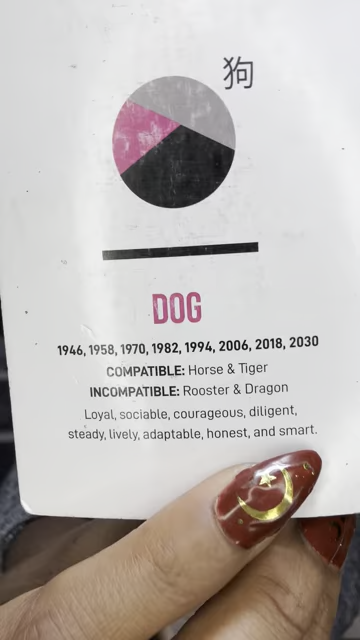 狗
DOG
1946, 1958, 1970, 1982, 1994, 2006, 2018, 2030
COMPATIBLE: Horse & Tiger
INCOMPATIBLE: Rooster & Dragon
Loyal, sociable, courageous, diligent,
steady, lively, adaptable, honest, and smart.